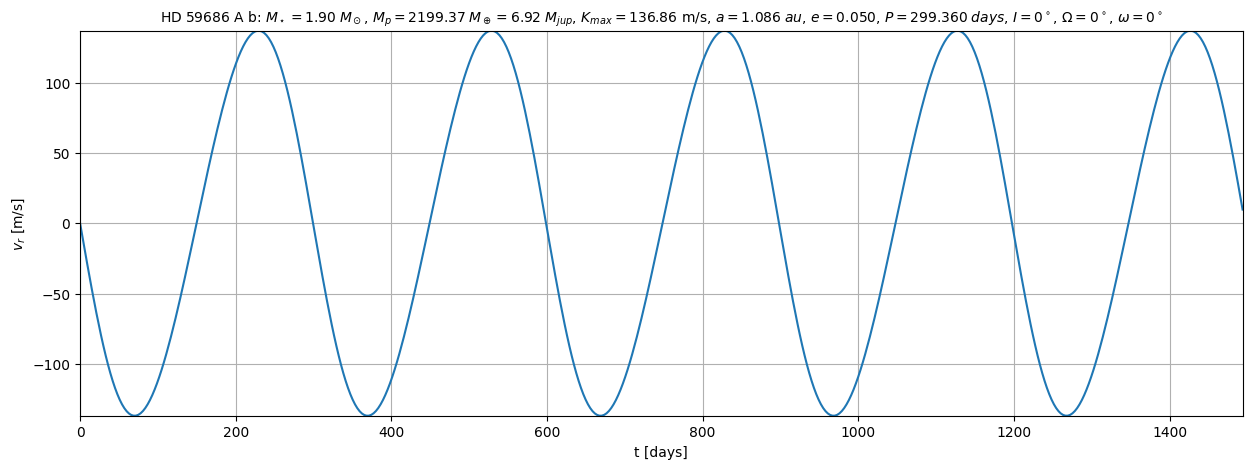 HD 59686 A b: M⋆ = 1.90 M⊙, Mp = 2199.37 M⊕ = 6.92 Mjup, Kmax = 136.86 m/s, a = 1.086 au, e = 0.050, P = 299.360 days, I = 0°, Ω = 0°, ω = 0°
100
50
0
−50
−100
vr [m/s]
0 200 400 600 800 1000 1200 1400
t [days]